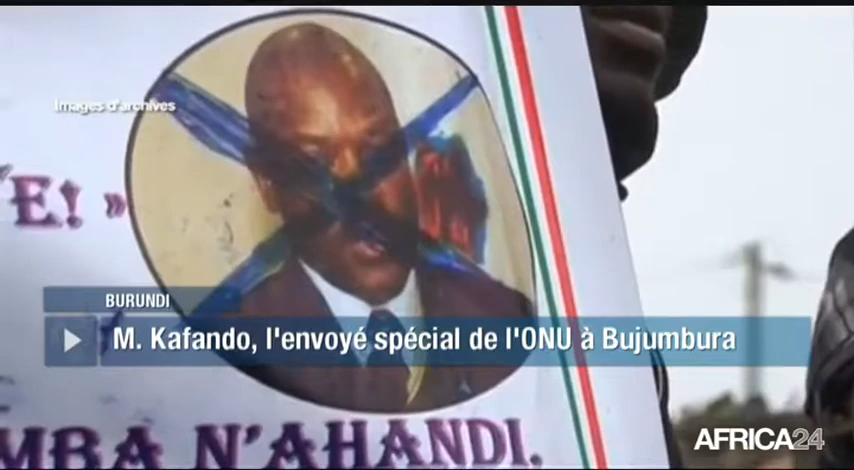 Images d'archives
E! »
BURUNDI
M. Kafando, l'envoyé spécial de l'ONU à Bujumbura
MBA N'AHANDI.
AFRICA24